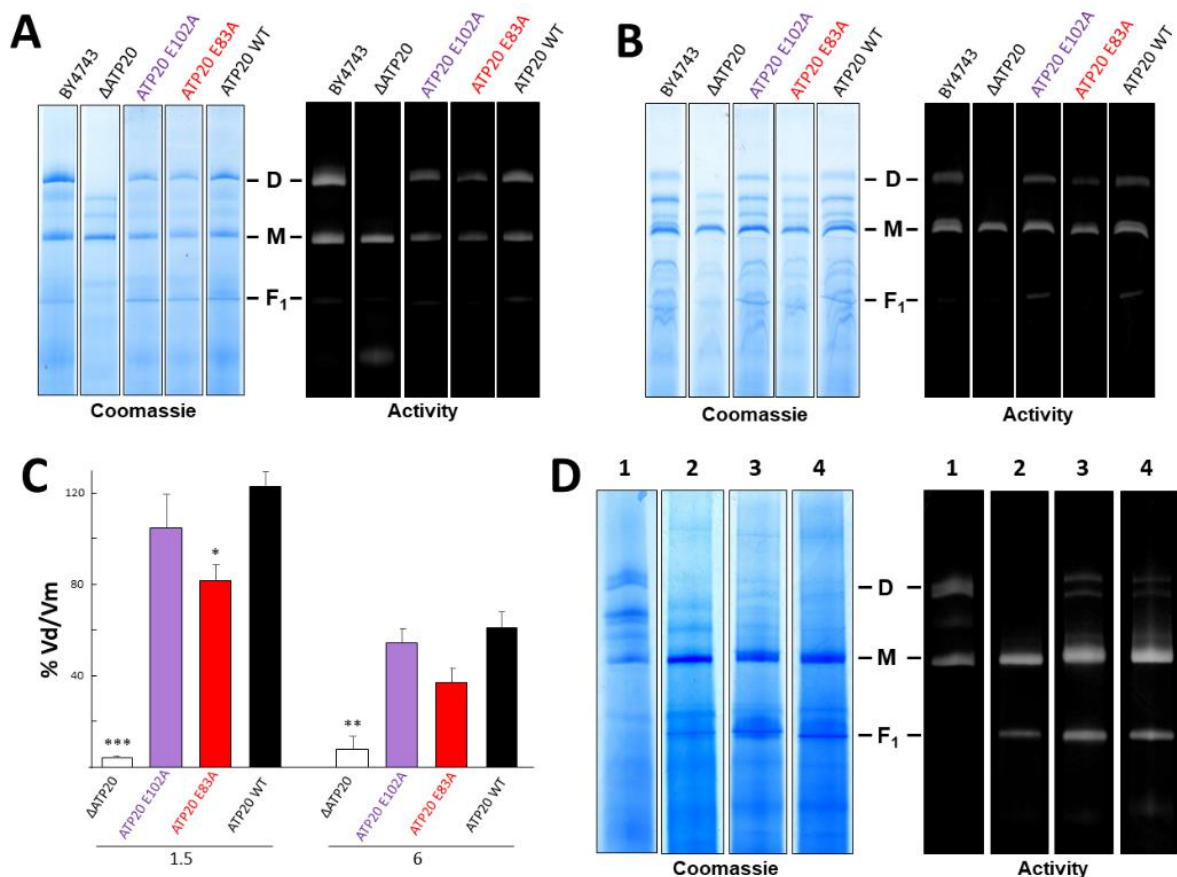 A
BY4743
ΔATP20
ATP20 E102A
ATP20 E83A
ATP20 WT
BY4743
ΔATP20
ATP20 E102A
ATP20 E83A
ATP20 WT
D
M
F1
Coomassie
Activity
B
BY4743
ΔATP20
ATP20 E102A
ATP20 E83A
ATP20 WT
BY4743
ΔATP20
ATP20 E102A
ATP20 E83A
ATP20 WT
D
M
F1
Coomassie
Activity
C
% Vd/Vm
120
80
40
***
*
**
ΔATP20
ATP20 E102A
ATP20 E83A
ATP20 WT
ΔATP20
ATP20 E102A
ATP20 E83A
ATP20 WT
1.5
6
D
1 2 3 4
1 2 3 4
D
M
F1
Coomassie
Activity